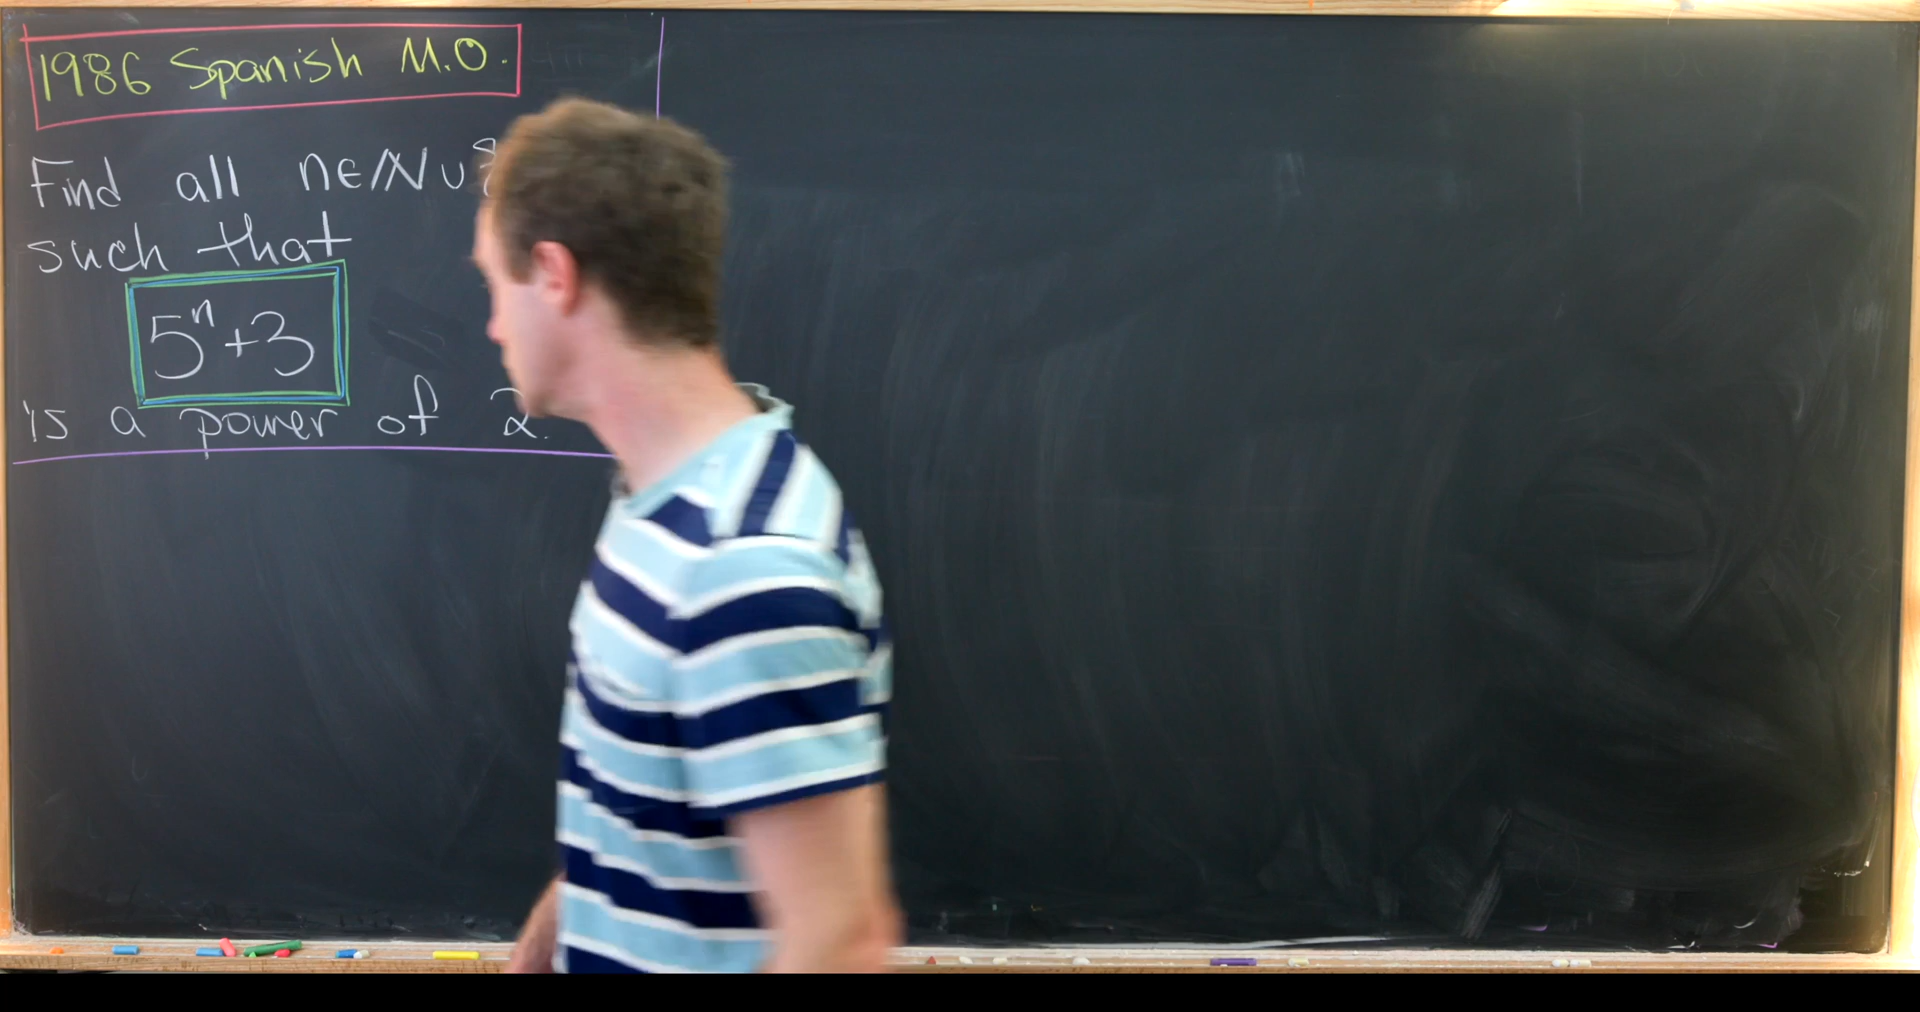 1986 Spanish M.O.
Find all n∈ℕ∪{
such that
5ⁿ+3
is a power of 2.